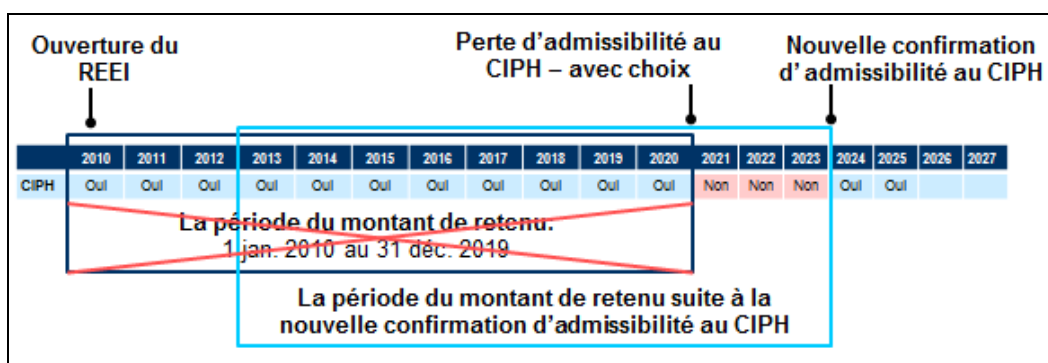 Ouverture du
REEI
Perte d'admissibilité au
CIPH – avec choix
Nouvelle confirmation
d' admissibilité au CIPH
2010 2011 2012 2013 2014 2015 2016 2017 2018 2019 2020 2021 2022 2023 2024 2025 2026 2027
CIPH Oui Oui Oui Oui Oui Oui Oui Oui Oui Oui Oui Non Non Non Oui Oui
La période du montant de retenu:
1 jan. 2010 au 31 déc. 2019
La période du montant de retenu suite à la
nouvelle confirmation d'admissibilité au CIPH